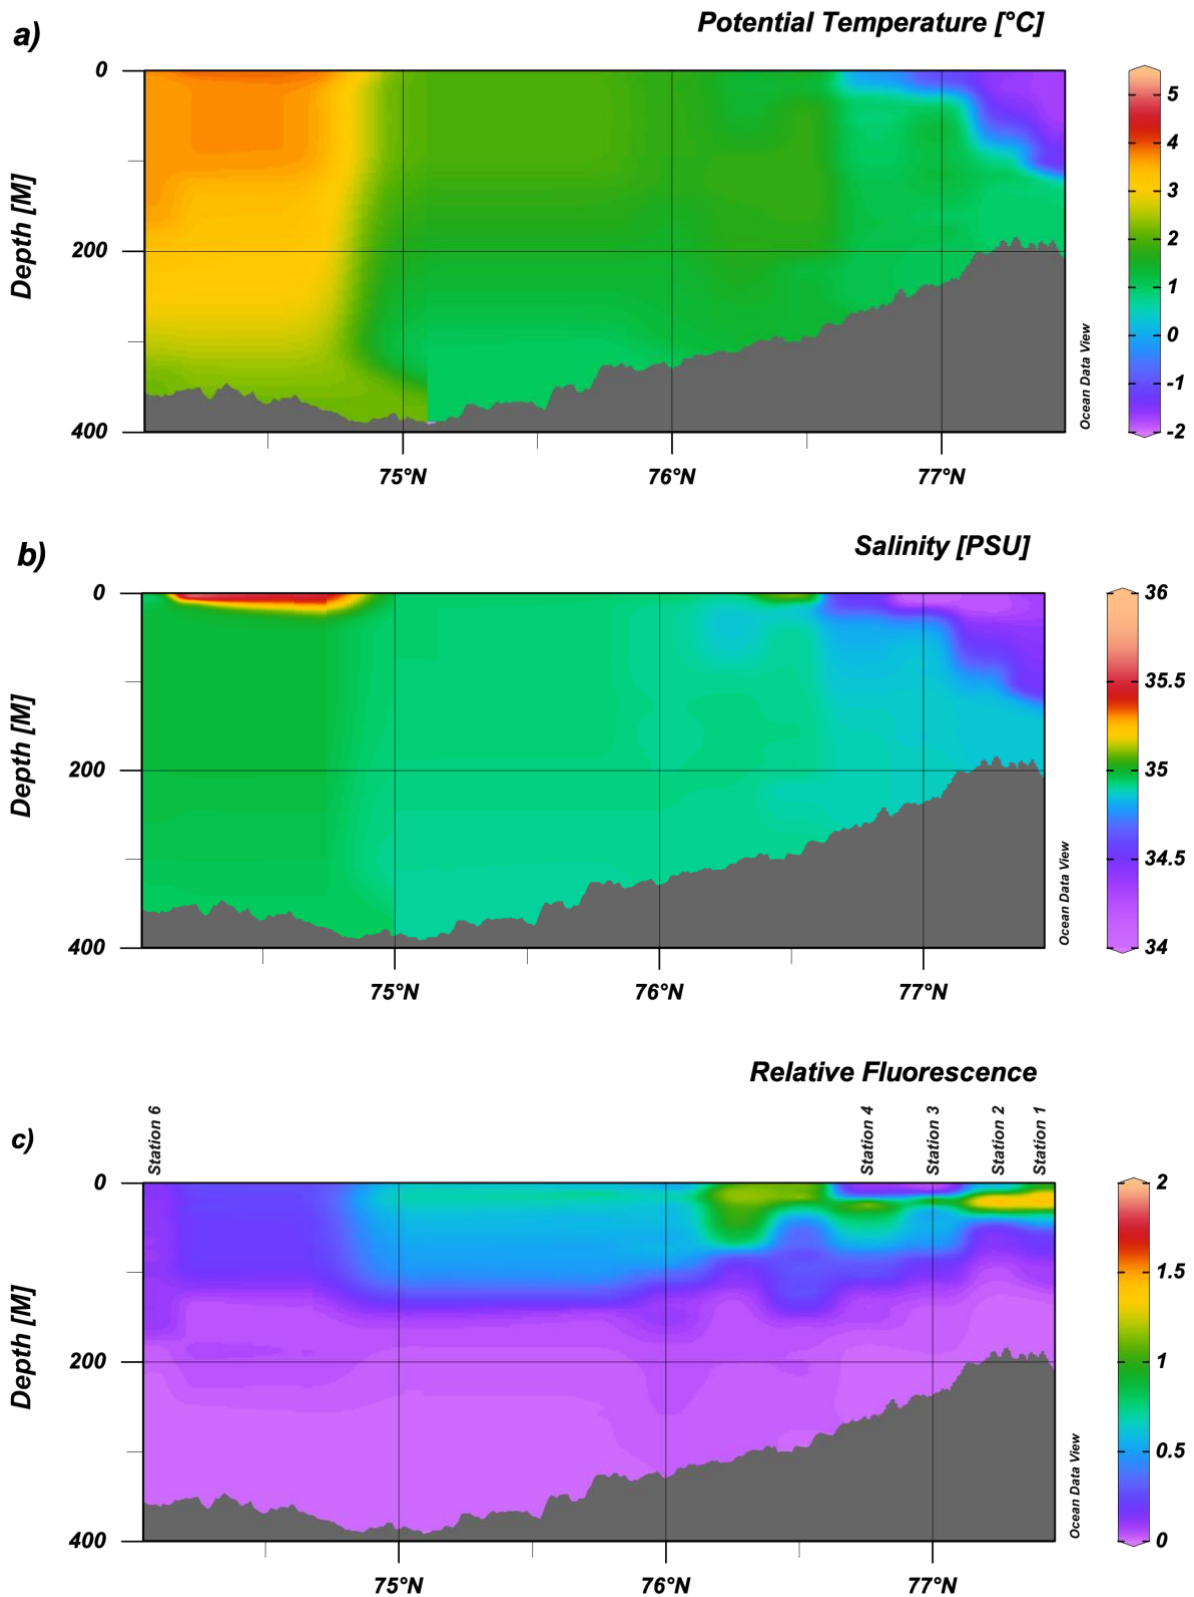 a)
Potential Temperature [°C]
0
200
400
Depth [M]
75°N
76°N
77°N
Ocean Data View
5
4
3
2
1
0
-1
-2
b)
Salinity [PSU]
0
200
400
Depth [M]
75°N
76°N
77°N
Ocean Data View
36
35.5
35
34.5
34
Relative Fluorescence
c)
Station 6
Station 4
Station 3
Station 2
Station 1
0
200
400
Depth [M]
75°N
76°N
77°N
Ocean Data View
2
1.5
1
0.5
0